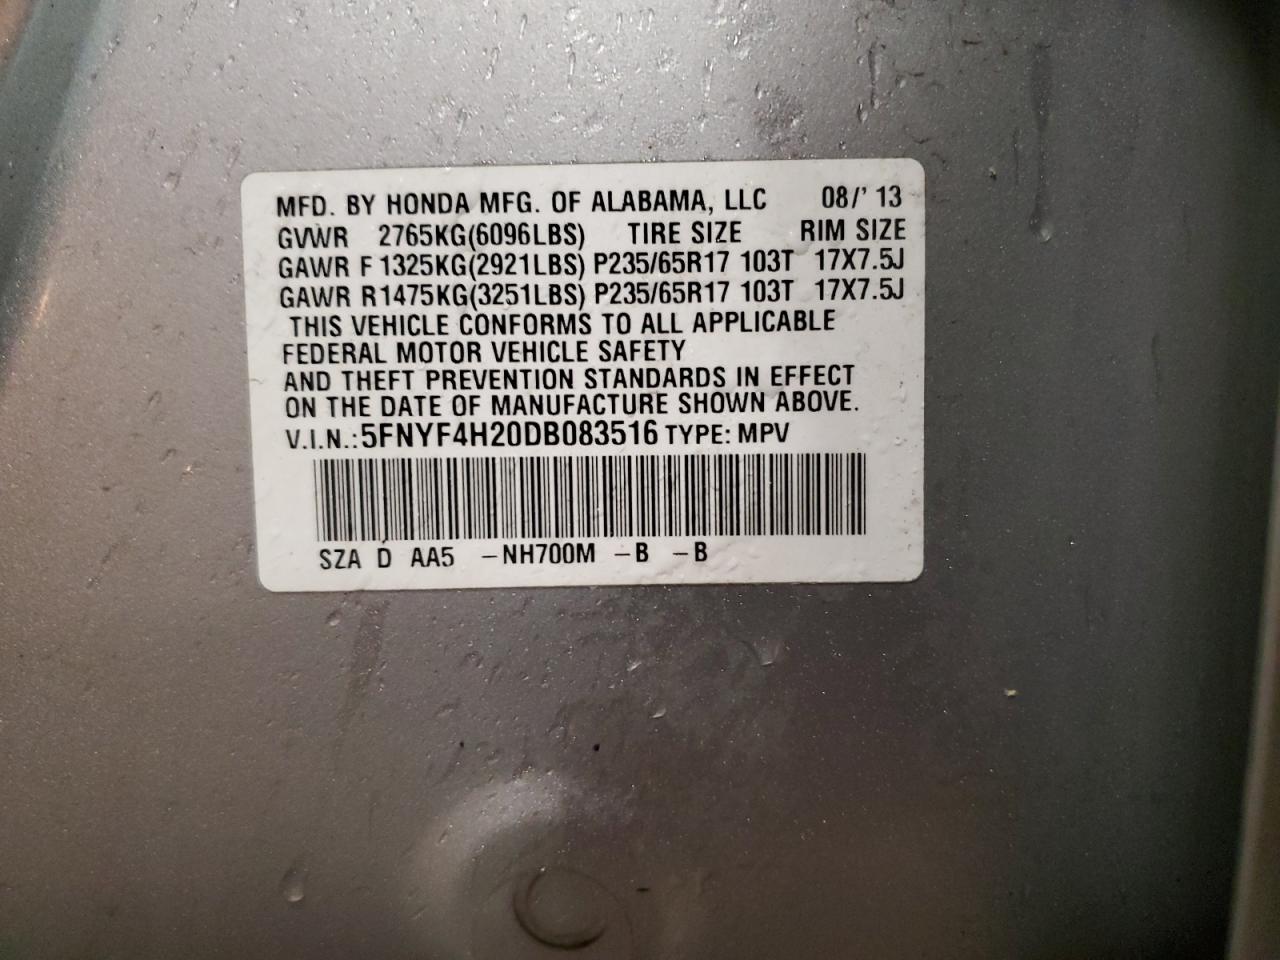 MFD. BY HONDA MFG. OF ALABAMA, LLC 08/' 13
GVWR 2765KG(6096LBS) TIRE SIZE RIM SIZE
GAWR F 1325KG(2921LBS) P235/65R17 103T 17X7.5J
GAWR R1475KG(3251LBS) P235/65R17 103T 17X7.5J
THIS VEHICLE CONFORMS TO ALL APPLICABLE
FEDERAL MOTOR VEHICLE SAFETY
AND THEFT PREVENTION STANDARDS IN EFFECT
ON THE DATE OF MANUFACTURE SHOWN ABOVE.
V.I.N.:5FNYF4H20DB083516 TYPE: MPV
SZA D AA5 -NH700M -B -B